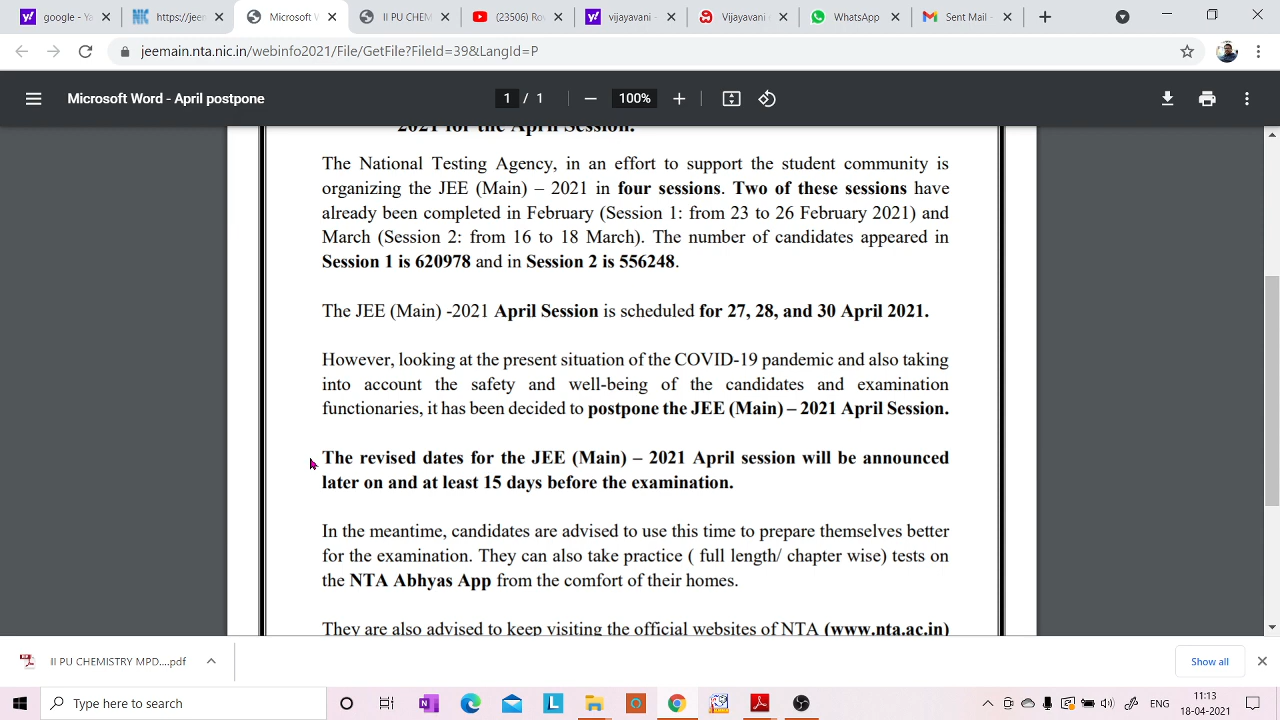 google - Y
https://jeem
Microsoft W
II PU CHEM
(23506) Ro
vijayavani -
Vijayavani -
WhatsApp
Sent Mail -
jeemain.nta.nic.in/webinfo2021/File/GetFile?FileId=39&LangId=P
Microsoft Word - April postpone
1 / 1
100%
2021 for the April Session.
The National Testing Agency, in an effort to support the student community is
organizing the JEE (Main) – 2021 in four sessions. Two of these sessions have
already been completed in February (Session 1: from 23 to 26 February 2021) and
March (Session 2: from 16 to 18 March). The number of candidates appeared in
Session 1 is 620978 and in Session 2 is 556248.
The JEE (Main) -2021 April Session is scheduled for 27, 28, and 30 April 2021.
However, looking at the present situation of the COVID-19 pandemic and also taking
into account the safety and well-being of the candidates and examination
functionaries, it has been decided to postpone the JEE (Main) – 2021 April Session.
The revised dates for the JEE (Main) – 2021 April session will be announced
later on and at least 15 days before the examination.
In the meantime, candidates are advised to use this time to prepare themselves better
for the examination. They can also take practice ( full length/ chapter wise) tests on
the NTA Abhyas App from the comfort of their homes.
They are also advised to keep visiting the official websites of NTA (www.nta.ac.in)
II PU CHEMISTRY MPD....pdf
Show all
Type here to search
ENG
11:13
18-04-2021